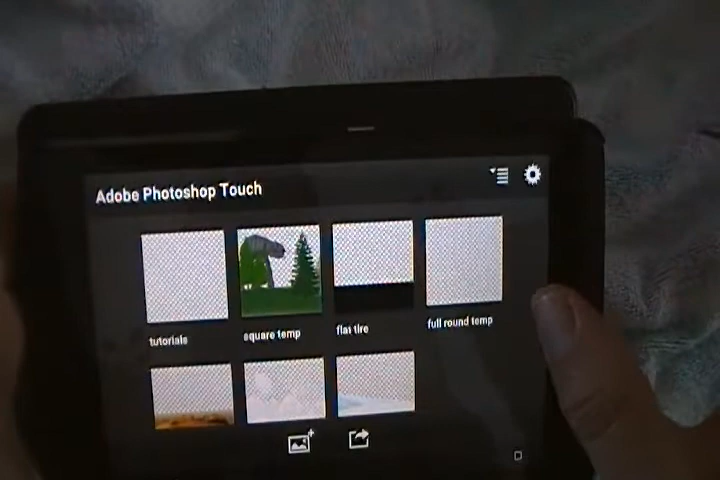 Adobe Photoshop Touch
tutorials
square temp
flat tire
full round temp